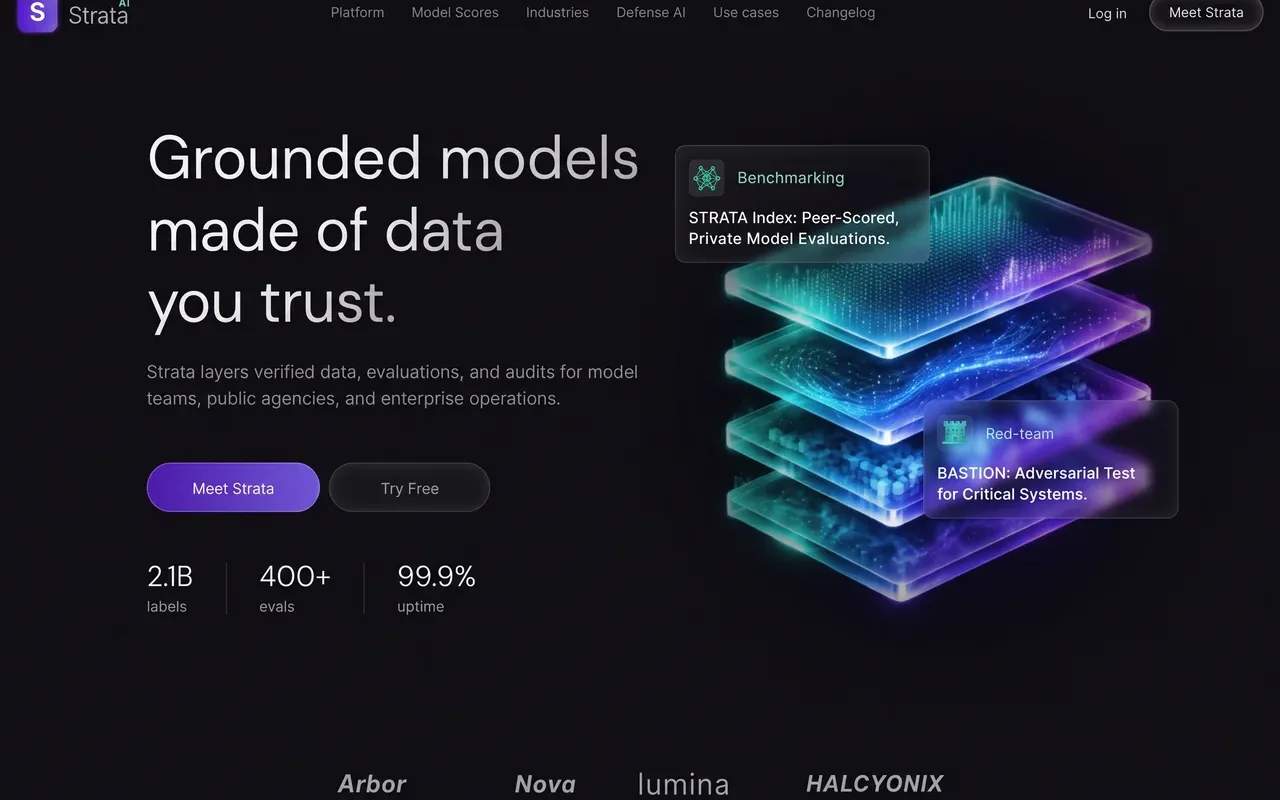 S Strata AI
Platform Model Scores Industries Defense AI Use cases Changelog
Log in Meet Strata
Grounded models
made of data
you trust.
Strata layers verified data, evaluations, and audits for model
teams, public agencies, and enterprise operations.
Meet Strata Try Free
2.1B 400+ 99.9%
labels evals uptime
Benchmarking
STRATA Index: Peer-Scored,
Private Model Evaluations.
Red-team
BASTION: Adversarial Test
for Critical Systems.
Arbor Nova lumina HALCYONIX